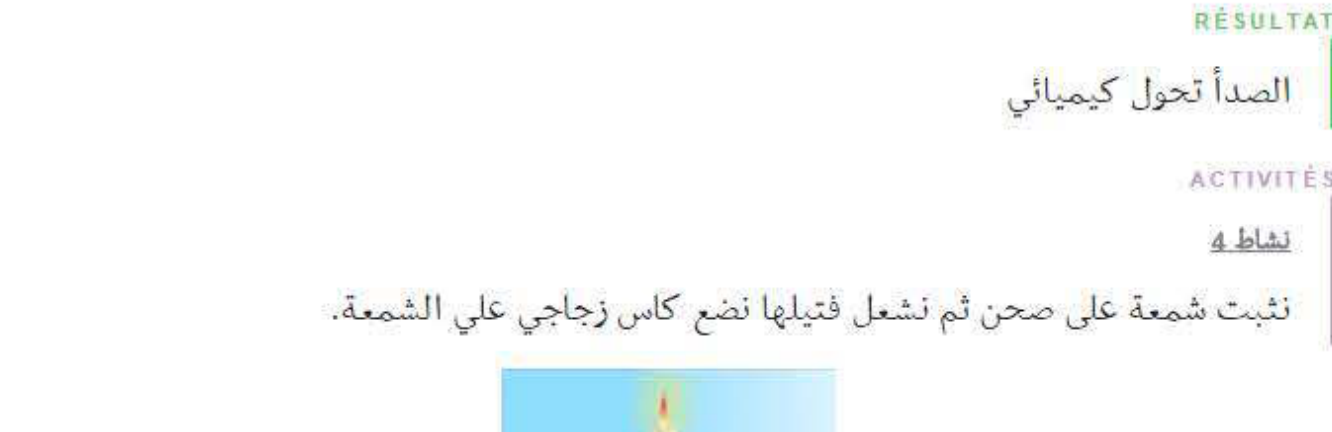 RÉSULTAT
الصدأ تحول كيميائي
ACTIVITÉS
نشاط 4
نثبت شمعة على صحن ثم نشعل فتيلها نضع كاس زجاجي علي الشمعة.